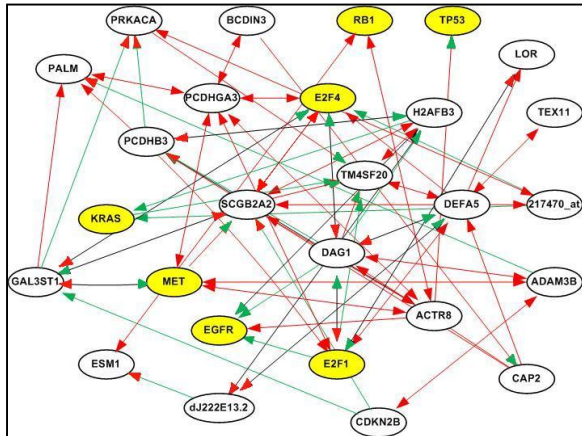 PRKACA
BCDIN3
RB1
TP53
LOR
PALM
PCDHGA3
E2F4
H2AFB3
TEX11
PCDHB3
TM4SF20
KRAS
SCGB2A2
DEFA5
217470_at
DAG1
GAL3ST1
MET
ADAM3B
EGFR
ACTR8
ESM1
E2F1
CAP2
dJ222E13.2
CDKN2B